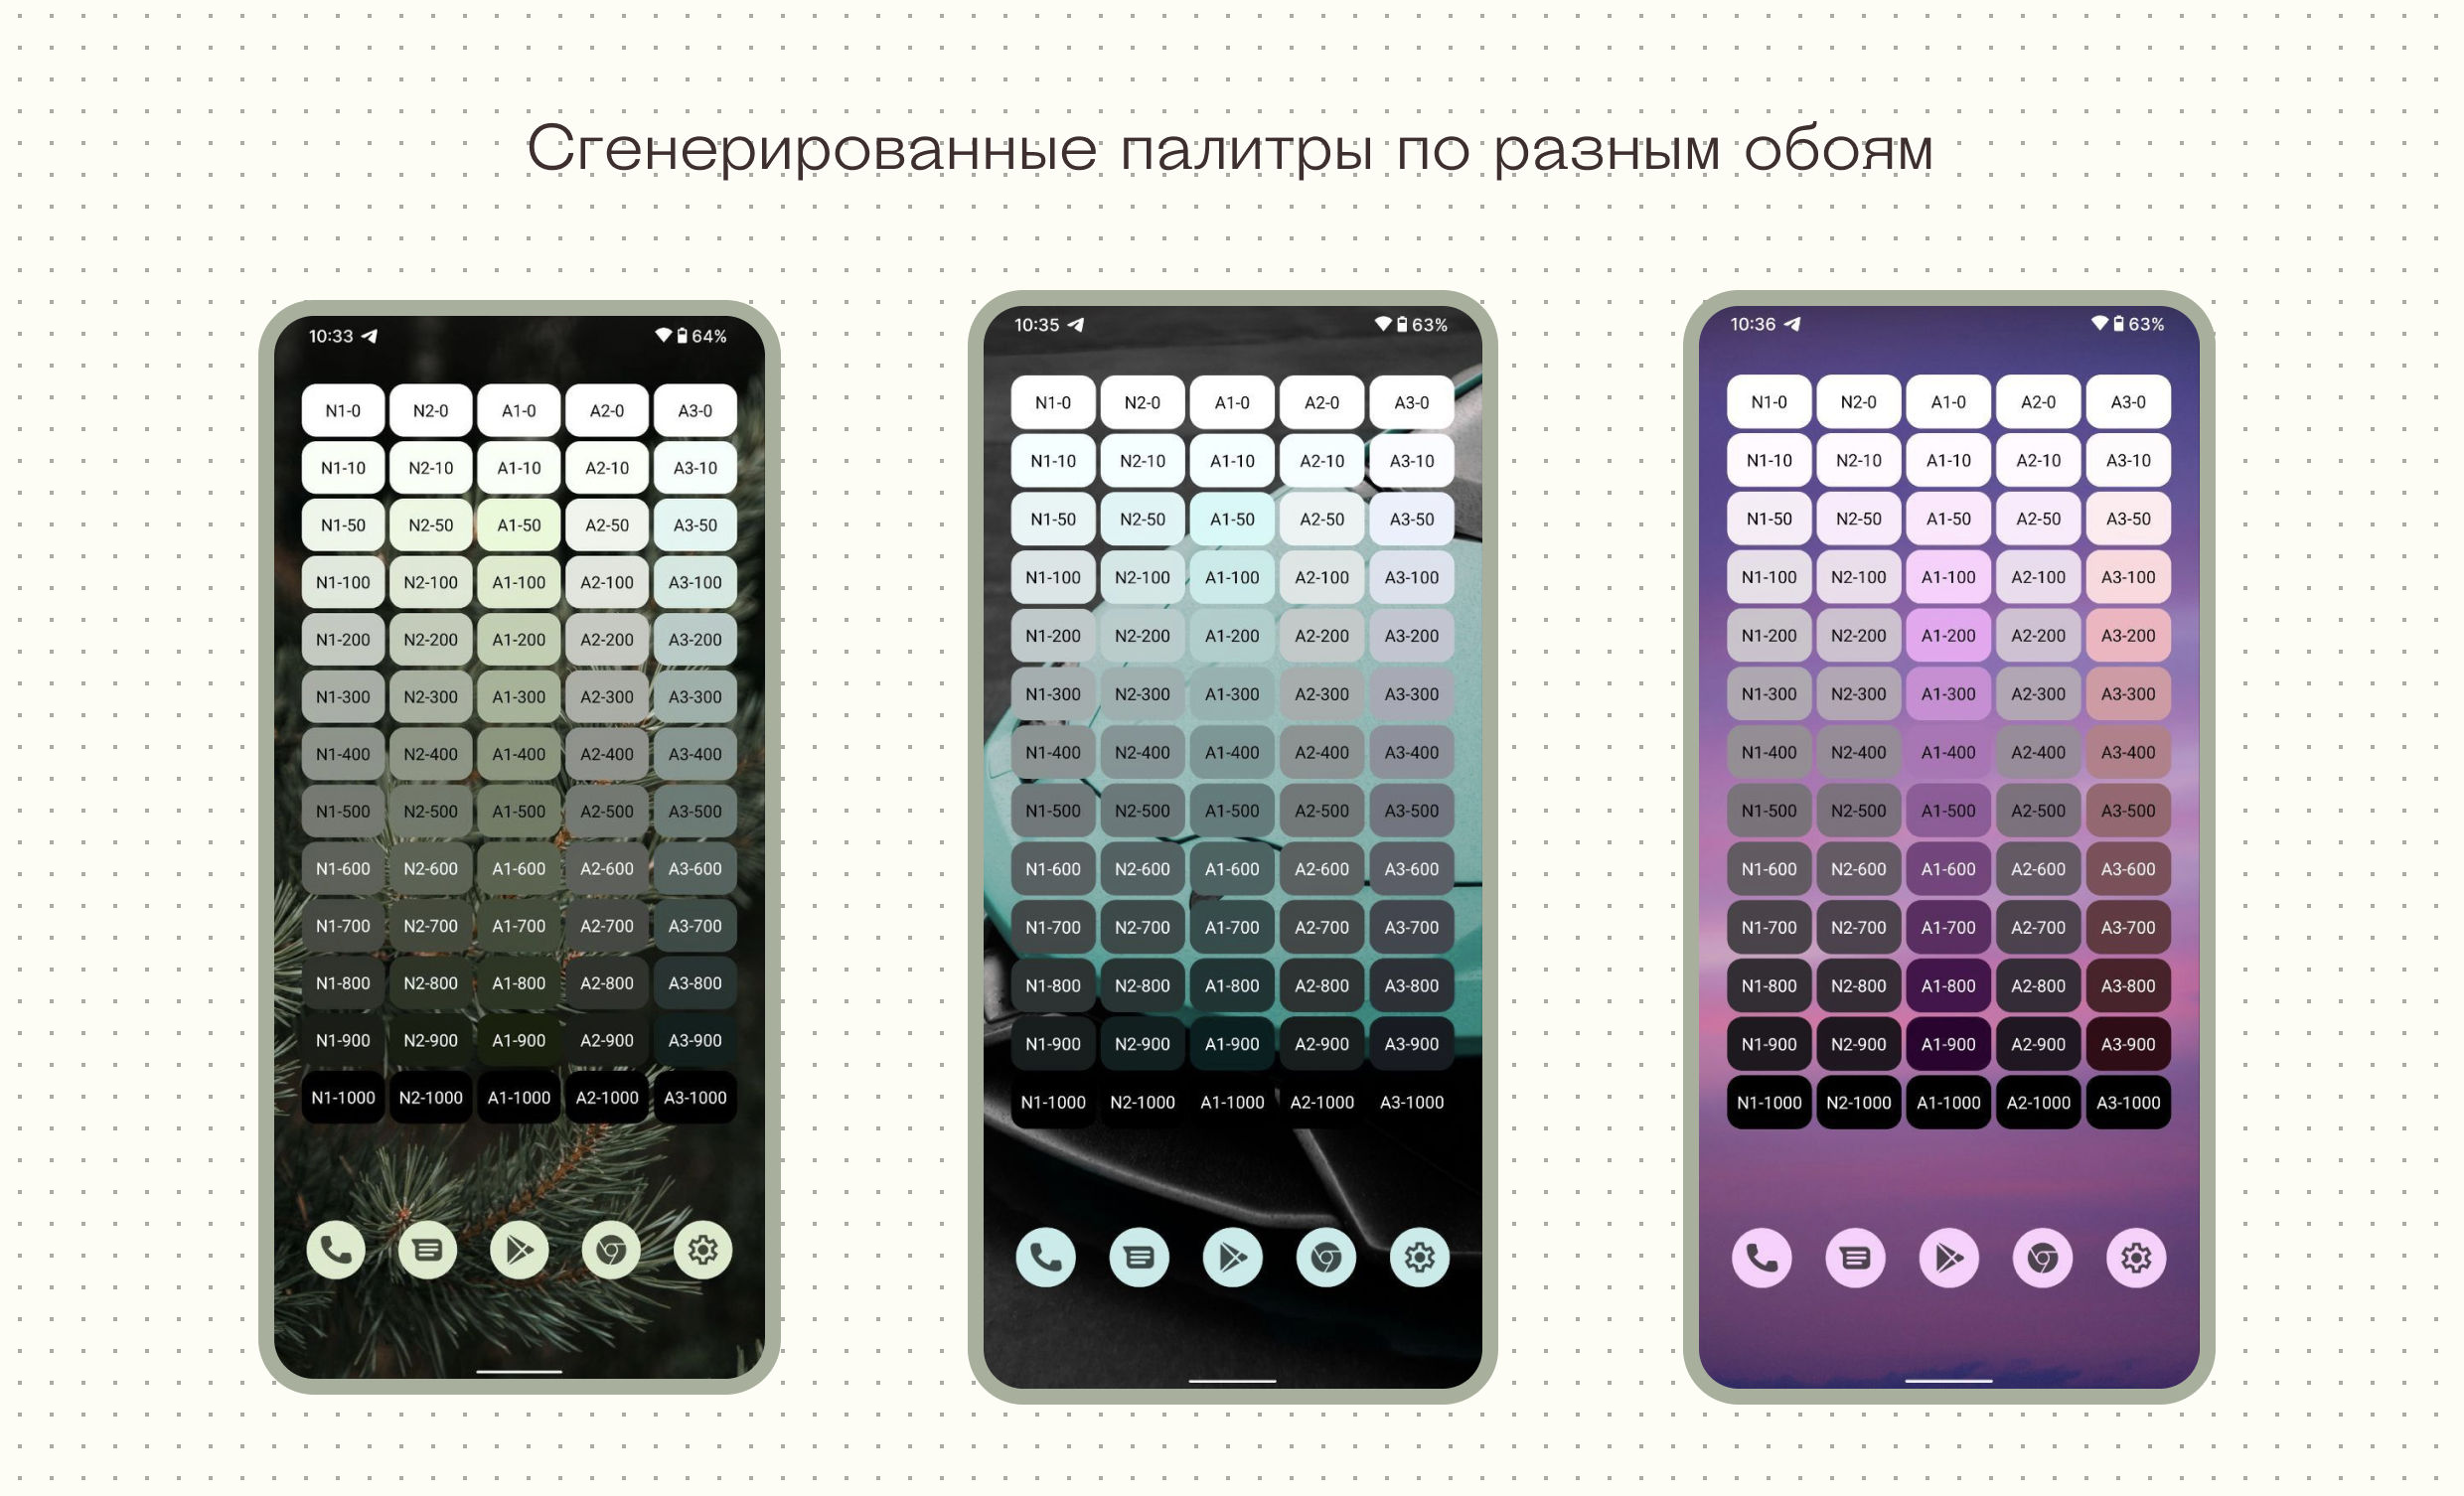 Сгенерированные палитры по разным обоям
10:33 64%
N1-0 N2-0 A1-0 A2-0 A3-0
N1-10 N2-10 A1-10 A2-10 A3-10
N1-50 N2-50 A1-50 A2-50 A3-50
N1-100 N2-100 A1-100 A2-100 A3-100
N1-200 N2-200 A1-200 A2-200 A3-200
N1-300 N2-300 A1-300 A2-300 A3-300
N1-400 N2-400 A1-400 A2-400 A3-400
N1-500 N2-500 A1-500 A2-500 A3-500
N1-600 N2-600 A1-600 A2-600 A3-600
N1-700 N2-700 A1-700 A2-700 A3-700
N1-800 N2-800 A1-800 A2-800 A3-800
N1-900 N2-900 A1-900 A2-900 A3-900
N1-1000 N2-1000 A1-1000 A2-1000 A3-1000
10:35 63%
N1-0 N2-0 A1-0 A2-0 A3-0
N1-10 N2-10 A1-10 A2-10 A3-10
N1-50 N2-50 A1-50 A2-50 A3-50
N1-100 N2-100 A1-100 A2-100 A3-100
N1-200 N2-200 A1-200 A2-200 A3-200
N1-300 N2-300 A1-300 A2-300 A3-300
N1-400 N2-400 A1-400 A2-400 A3-400
N1-500 N2-500 A1-500 A2-500 A3-500
N1-600 N2-600 A1-600 A2-600 A3-600
N1-700 N2-700 A1-700 A2-700 A3-700
N1-800 N2-800 A1-800 A2-800 A3-800
N1-900 N2-900 A1-900 A2-900 A3-900
N1-1000 N2-1000 A1-1000 A2-1000 A3-1000
10:36 63%
N1-0 N2-0 A1-0 A2-0 A3-0
N1-10 N2-10 A1-10 A2-10 A3-10
N1-50 N2-50 A1-50 A2-50 A3-50
N1-100 N2-100 A1-100 A2-100 A3-100
N1-200 N2-200 A1-200 A2-200 A3-200
N1-300 N2-300 A1-300 A2-300 A3-300
N1-400 N2-400 A1-400 A2-400 A3-400
N1-500 N2-500 A1-500 A2-500 A3-500
N1-600 N2-600 A1-600 A2-600 A3-600
N1-700 N2-700 A1-700 A2-700 A3-700
N1-800 N2-800 A1-800 A2-800 A3-800
N1-900 N2-900 A1-900 A2-900 A3-900
N1-1000 N2-1000 A1-1000 A2-1000 A3-1000